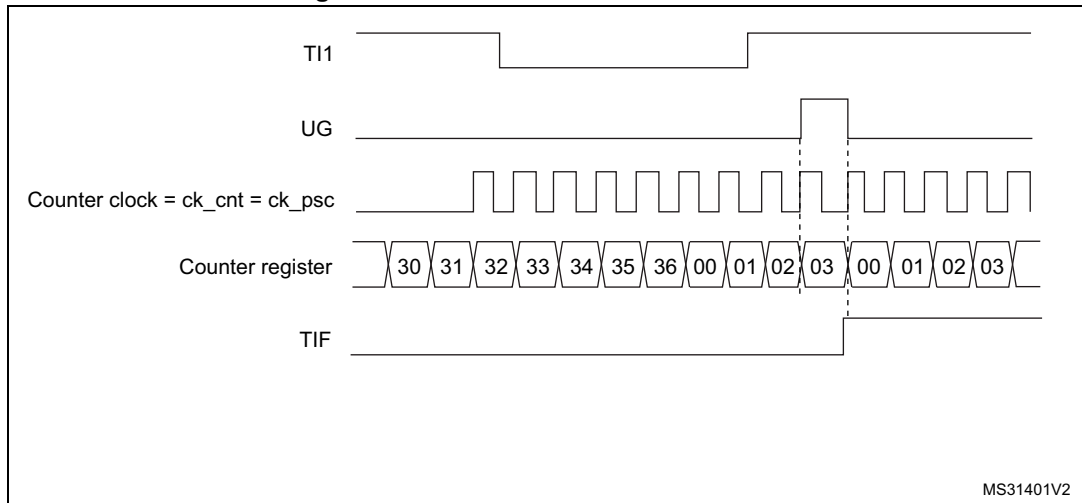 TI1
UG
Counter clock = ck_cnt = ck_psc
Counter register 30 31 32 33 34 35 36 00 01 02 03 00 01 02 03
TIF
MS31401V2